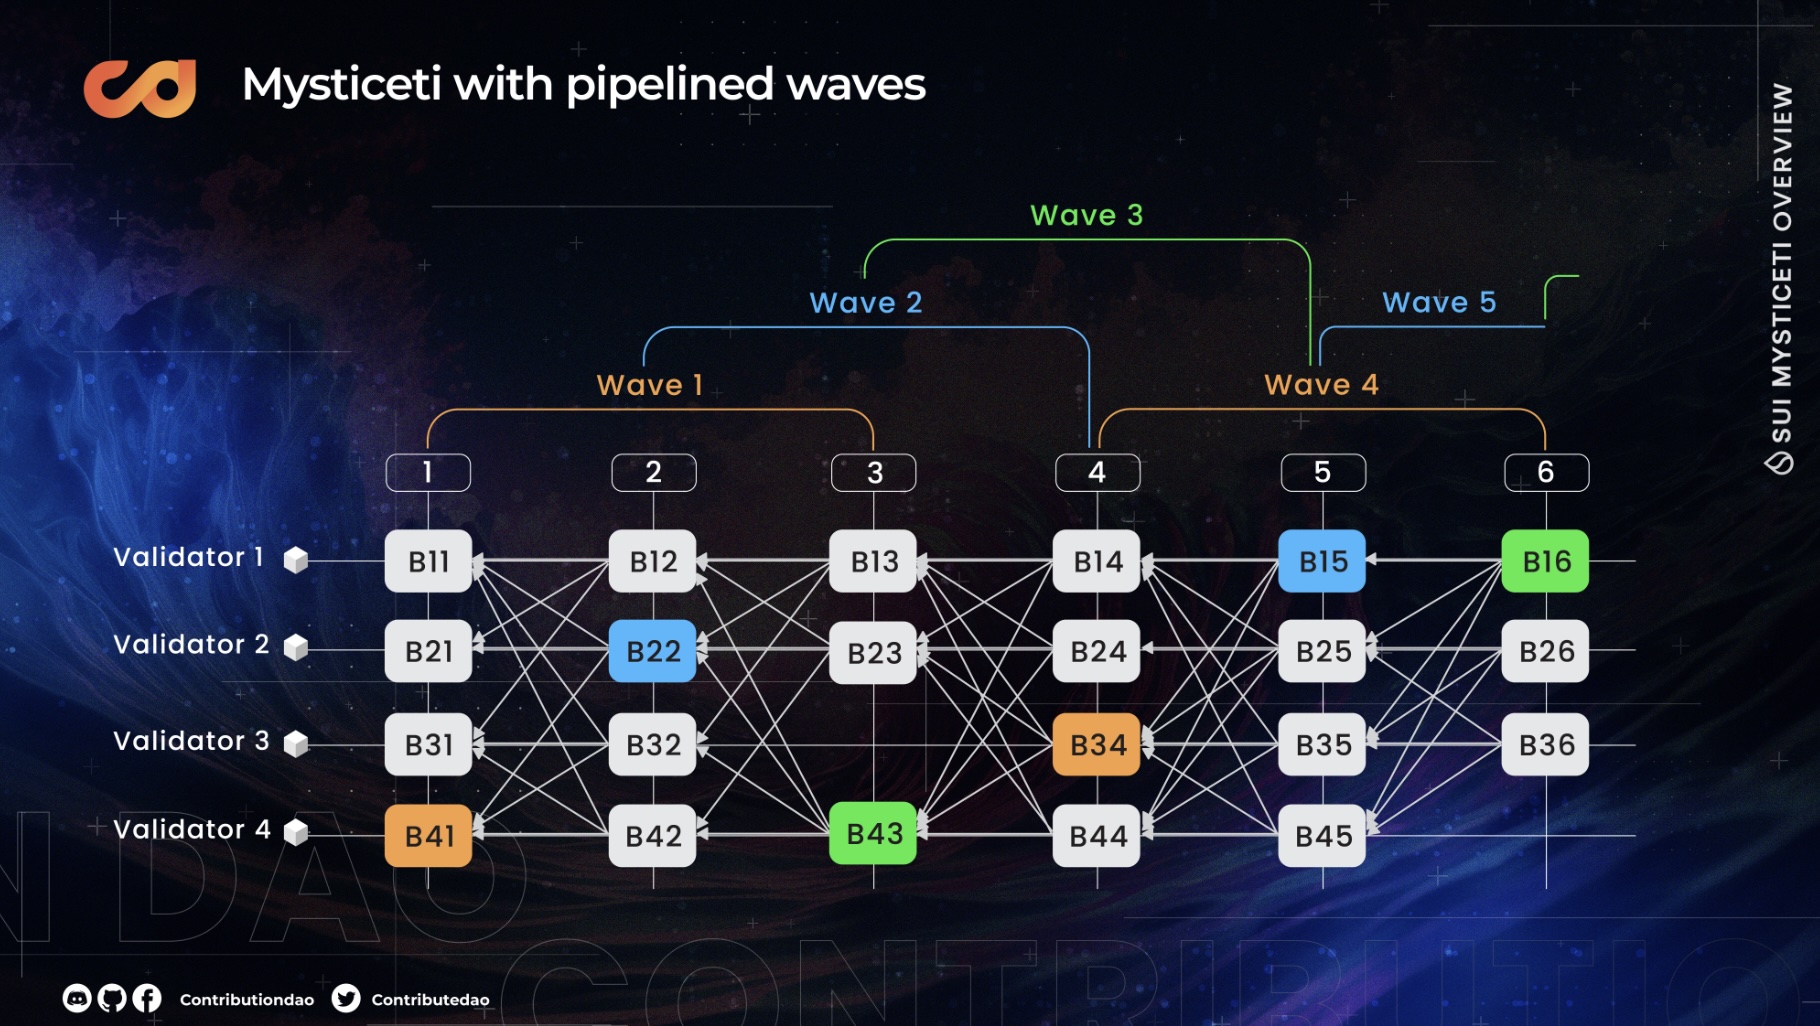 Mysticeti with pipelined waves
SUI MYSTICETI OVERVIEW
Wave 3
Wave 2
Wave 5
Wave 1
Wave 4
1 2 3 4 5 6
Validator 1 B11 B12 B13 B14 B15 B16
Validator 2 B21 B22 B23 B24 B25 B26
Validator 3 B31 B32 B34 B35 B36
Validator 4 B41 B42 B43 B44 B45
N DAO
CONTRIBUTIO
Contributiondao Contributedao